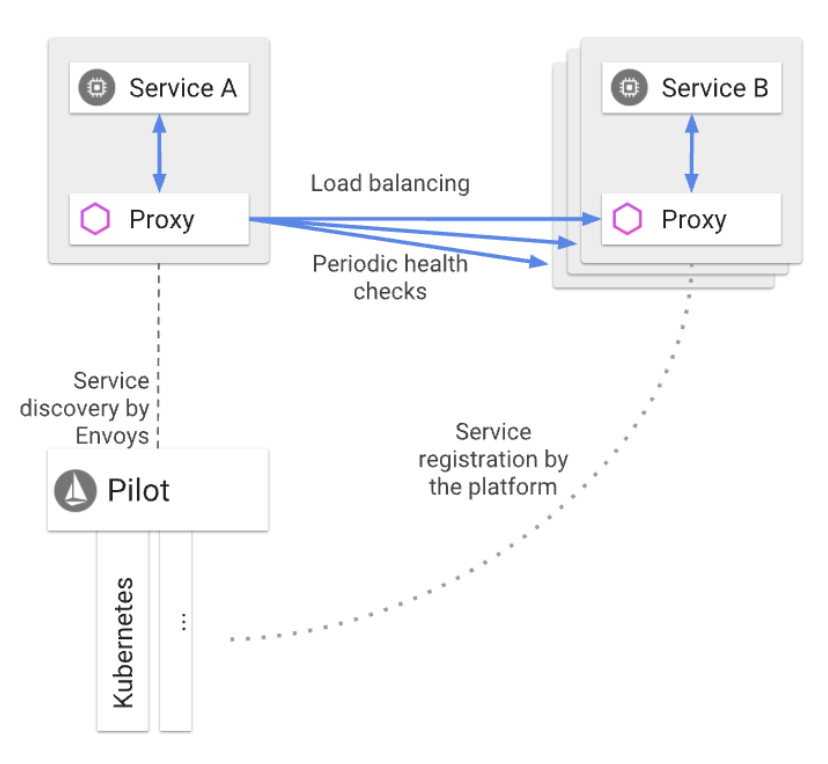 Service A
Service B
Load balancing
Proxy
Proxy
Periodic health
checks
Service
discovery by
Envoys
Service
registration by
the platform
Pilot
Kubernetes
...